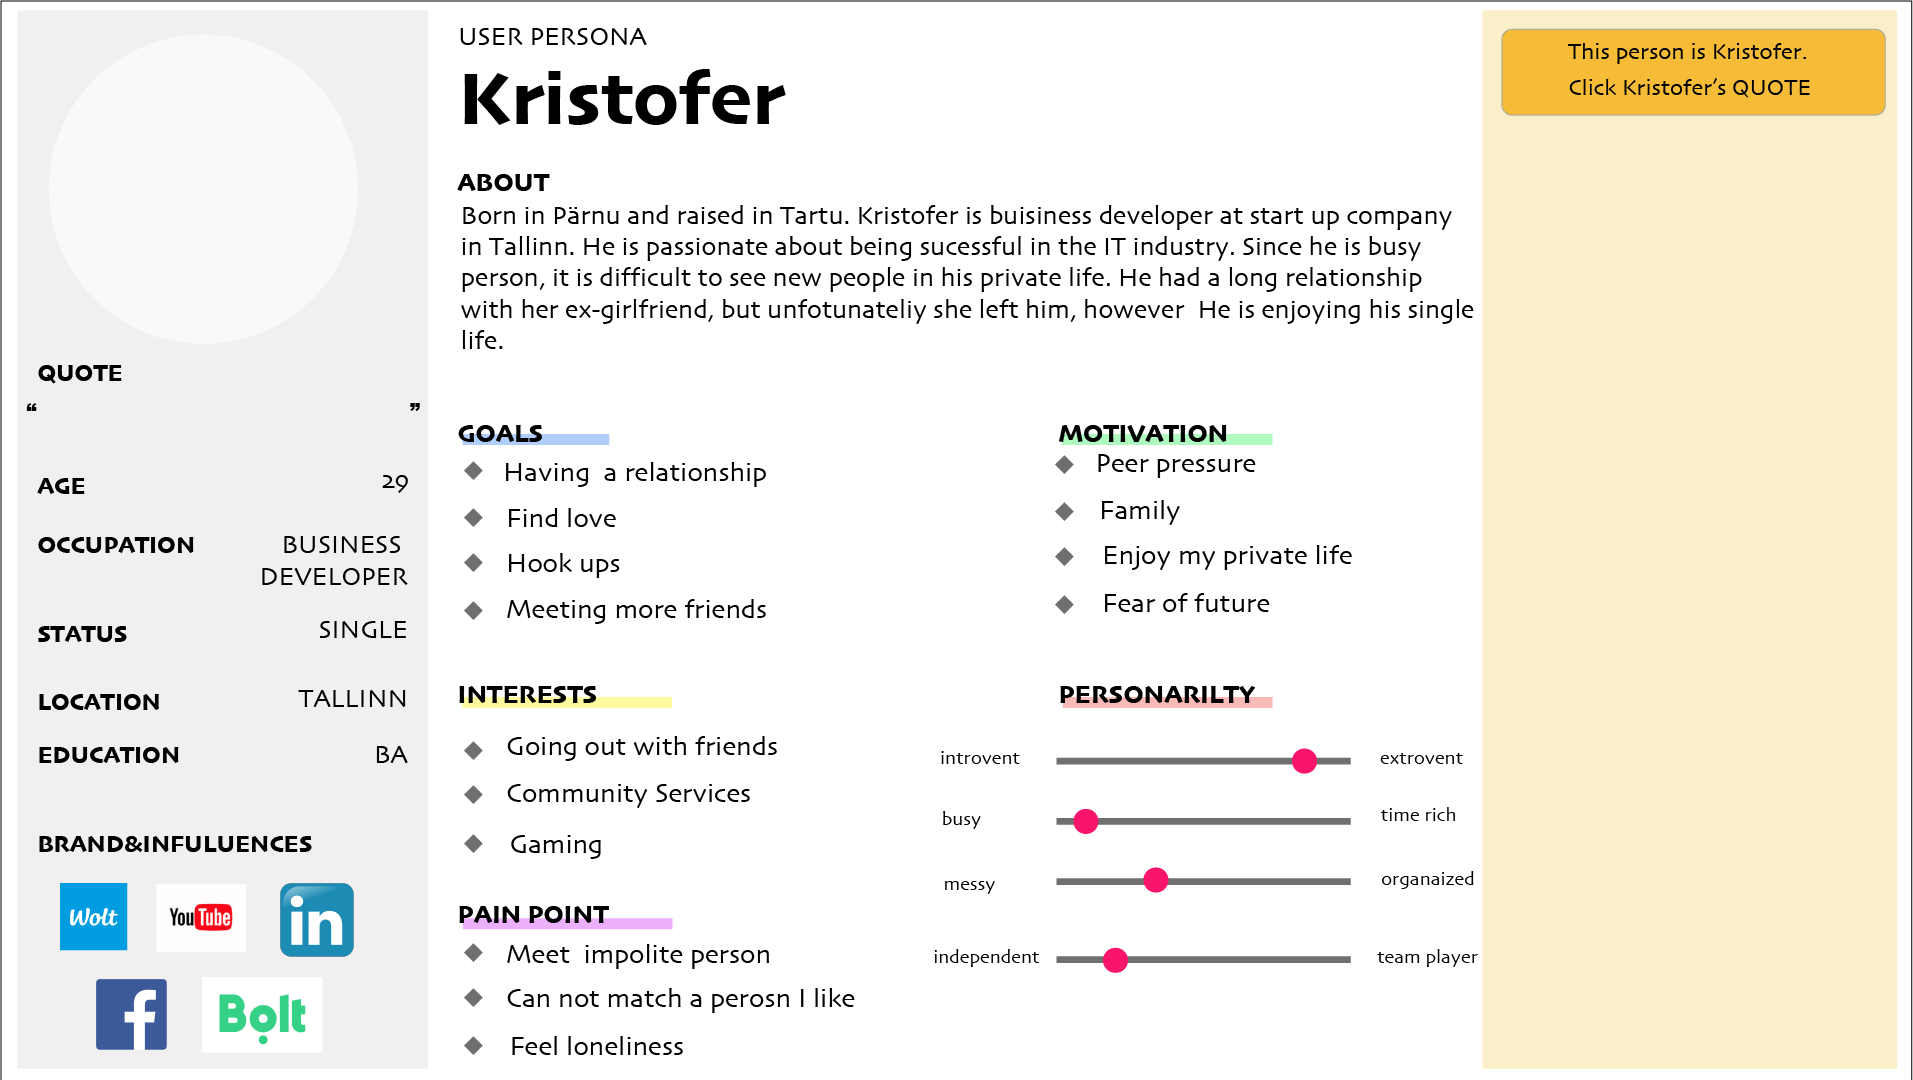 USER PERSONA
Kristofer
ABOUT
Born in Pärnu and raised in Tartu. Kristofer is buisiness developer at start up company
in Tallinn. He is passionate about being sucessful in the IT industry. Since he is busy
person, it is difficult to see new people in his private life. He had a long relationship
with her ex-girlfriend, but unfotunateliy she left him, however  He is enjoying his single
life.
QUOTE
“ ”
AGE 29
OCCUPATION BUSINESS
DEVELOPER
STATUS SINGLE
LOCATION TALLINN
EDUCATION BA
BRAND&INFULUENCES
Wolt YouTube in
f Bolt
GOALS
Having  a relationship
Find love
Hook ups
Meeting more friends
MOTIVATION
Peer pressure
Family
Enjoy my private life
Fear of future
INTERESTS
Going out with friends
Community Services
Gaming
PERSONARILTY
introvent extrovent
busy time rich
messy organaized
independent team player
PAIN POINT
Meet  impolite person
Can not match a perosn I like
Feel loneliness
This person is Kristofer.
Click Kristofer’s QUOTE